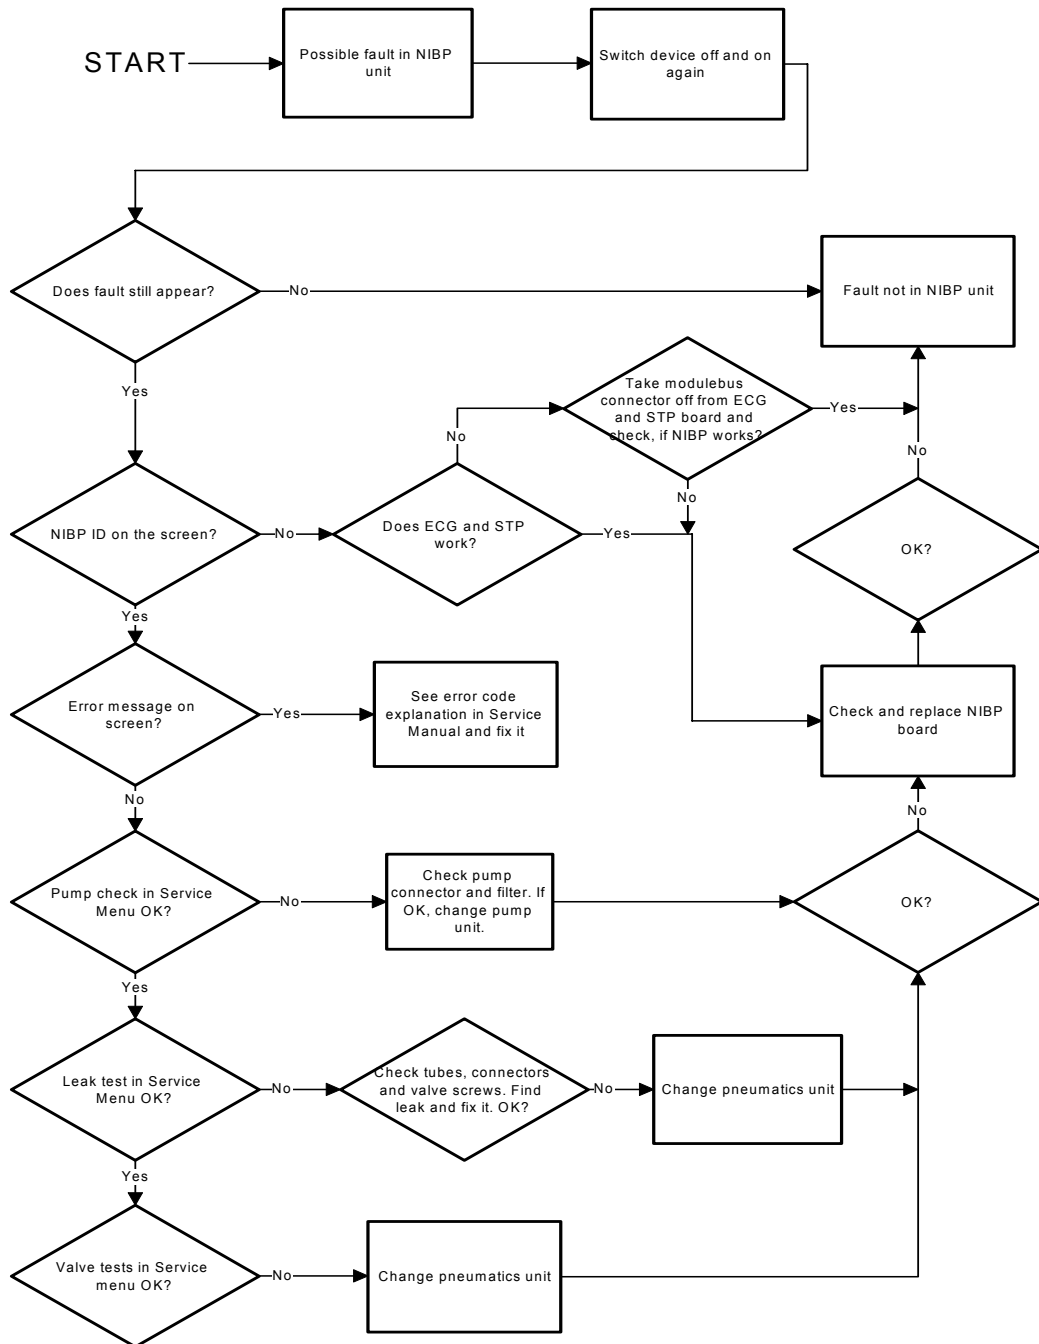 START
Possible fault in NIBP
unit
Switch device off and on
again
Does fault still appear?
No
Fault not in NIBP unit
Yes
Take modulebus
connector off from ECG
and STP board and
check, if NIBP works?
Yes
No
No
No
NIBP ID on the screen?
No
Does ECG and STP
work?
Yes
OK?
Yes
Error message on
screen?
Yes
See error code
explanation in Service
Manual and fix it
Check and replace NIBP
board
No
No
Pump check in Service
Menu OK?
No
Check pump
connector and filter. If
OK, change pump
unit.
OK?
Yes
Leak test in Service
Menu OK?
No
Check tubes, connectors
and valve screws. Find
leak and fix it. OK?
No
Change pneumatics unit
Yes
Valve tests in Service
menu OK?
No
Change pneumatics unit